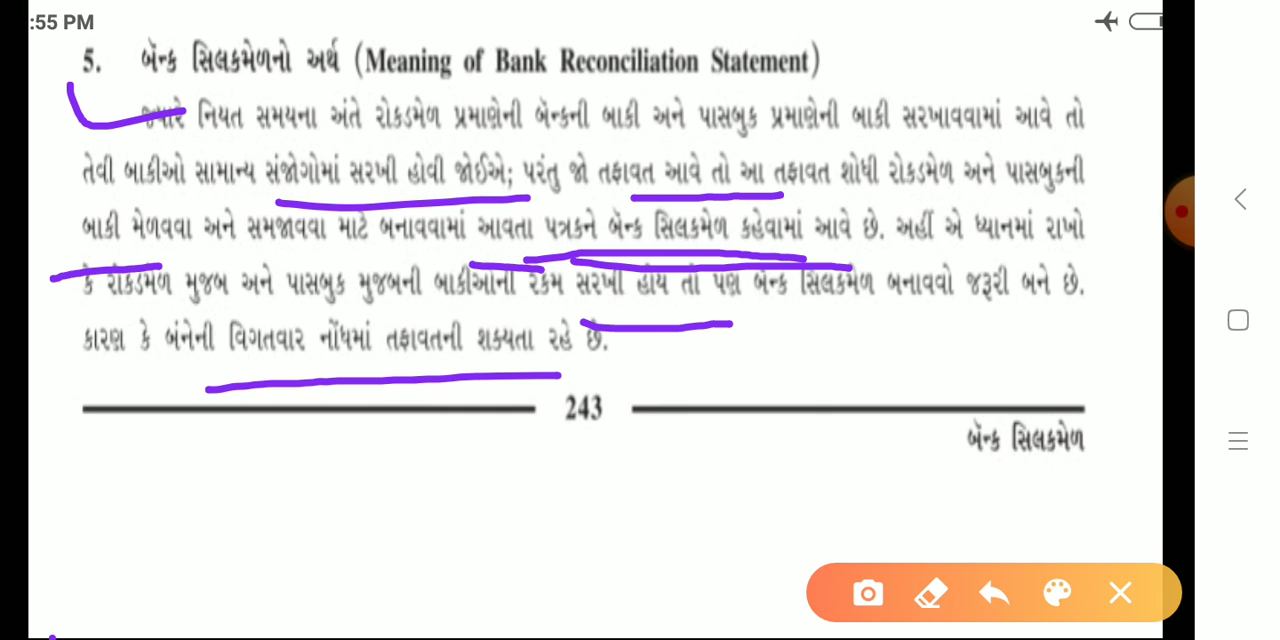 :55 PM
5. બૅન્ક સિલકમેળનો અર્થ (Meaning of Bank Reconciliation Statement)
જ્યારે નિયત સમયના અંતે રોકડમેળ પ્રમાણેની બૅન્કની બાકી અને પાસબુક પ્રમાણેની બાકી સરખાવવામાં આવે તો
તેવી બાકીઓ સામાન્ય સંજોગોમાં સરખી હોવી જોઈએ; પરંતુ જો તફાવત આવે તો આ તફાવત શોધી રોકડમેળ અને પાસબુકની
બાકી મેળવવા અને સમજાવવા માટે બનાવવામાં આવતા પત્રકને બૅન્ક સિલકમેળ કહેવામાં આવે છે. અહીં એ ધ્યાનમાં રાખો
કે રોકડમેળ મુજબ અને પાસબુક મુજબની બાકીઓની રકમ સરખી હોય તો પણ બૅન્ક સિલકમેળ બનાવવો જરૂરી બને છે.
કારણ કે બંનેની વિગતવાર નોંધમાં તફાવતની શક્યતા રહે છે.
243
બૅન્ક સિલકમેળ